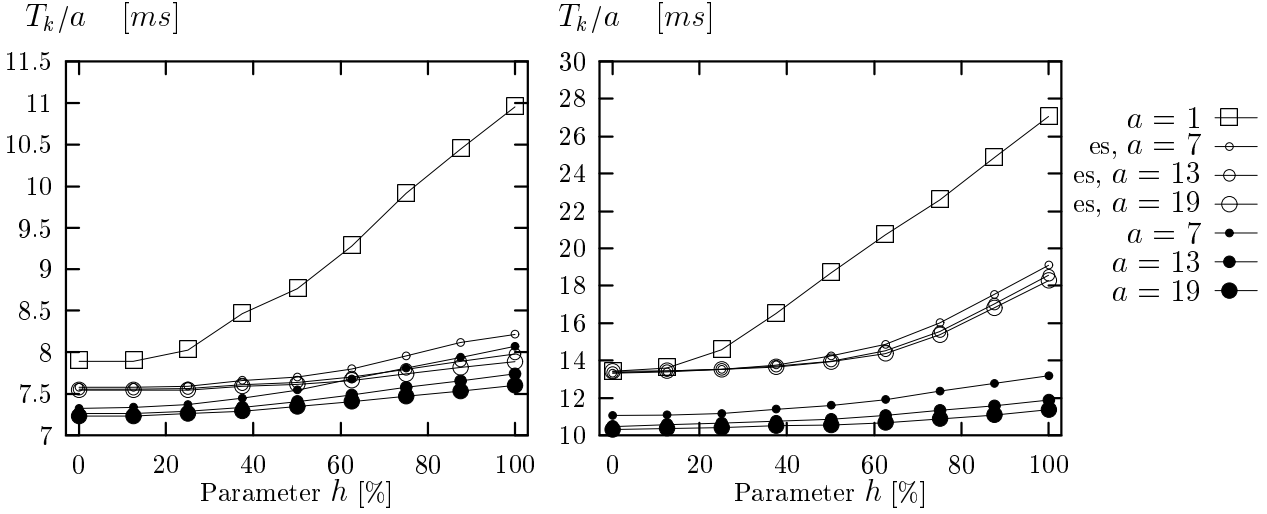 T_k/a [ms]
11.5
11
10.5
10
9.5
9
8.5
8
7.5
7
0 20 40 60 80 100
Parameter h [%]
T_k/a [ms]
30
28
26
24
22
20
18
16
14
12
10
0 20 40 60 80 100
Parameter h [%]
a = 1
es, a = 7
es, a = 13
es, a = 19
a = 7
a = 13
a = 19